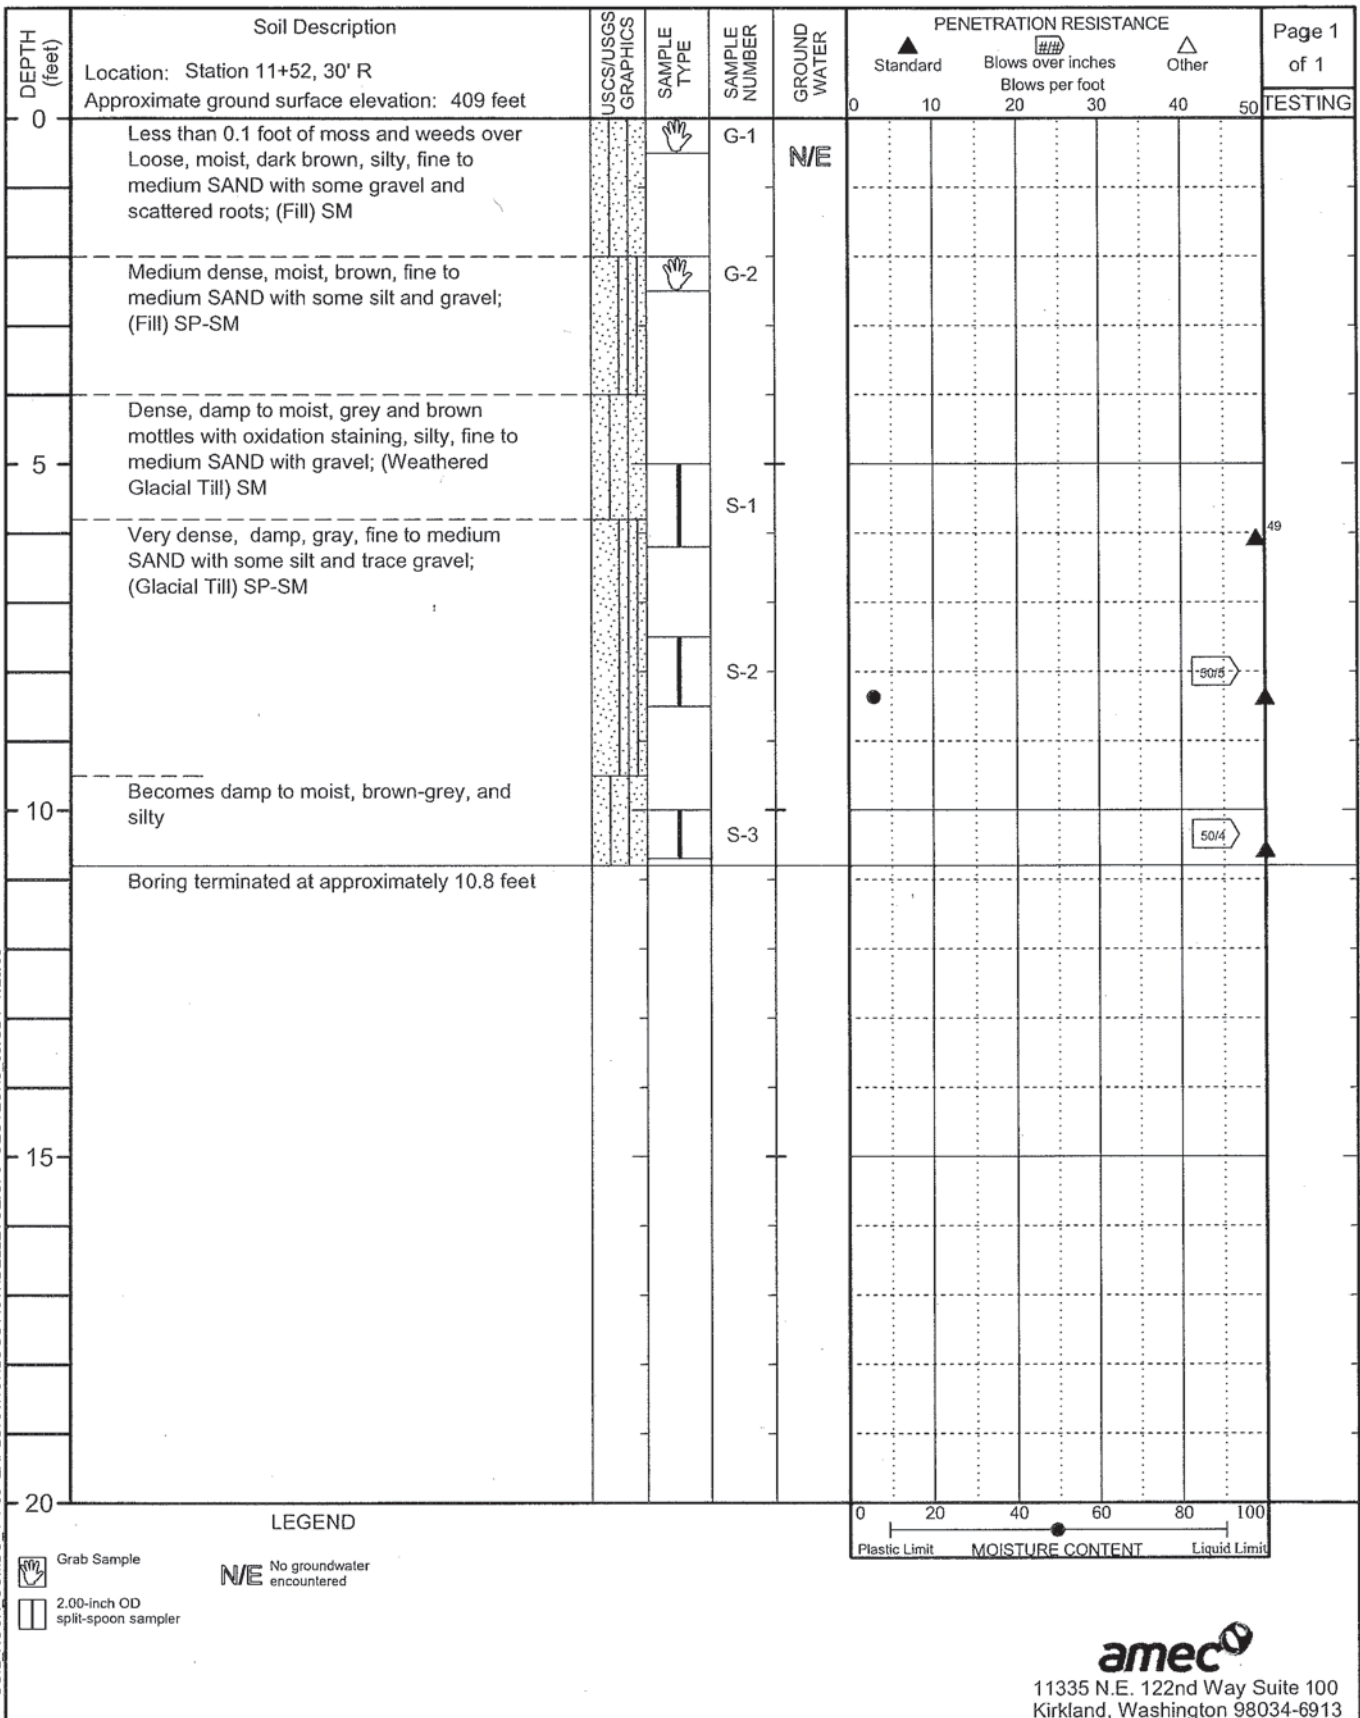 DEPTH
(feet)
Soil Description
Location: Station 11+52, 30' R
Approximate ground surface elevation: 409 feet
USCS/USGS
GRAPHICS
SAMPLE
TYPE
SAMPLE
NUMBER
GROUND
WATER
PENETRATION RESISTANCE
Standard
#/#
Blows over inches
Other
Blows per foot
0 10 20 30 40 50
Page 1
of 1
TESTING
0
Less than 0.1 foot of moss and weeds over
Loose, moist, dark brown, silty, fine to
medium SAND with some gravel and
scattered roots; (Fill) SM
G-1
N/E
Medium dense, moist, brown, fine to
medium SAND with some silt and gravel;
(Fill) SP-SM
G-2
Dense, damp to moist, grey and brown
mottles with oxidation staining, silty, fine to
medium SAND with gravel; (Weathered
Glacial Till) SM
5
S-1
49
Very dense, damp, gray, fine to medium
SAND with some silt and trace gravel;
(Glacial Till) SP-SM
S-2
50/5
Becomes damp to moist, brown-grey, and
silty
10
S-3
50/4
Boring terminated at approximately 10.8 feet
15
20
0 20 40 60 80 100
Plastic Limit MOISTURE CONTENT Liquid Limit
LEGEND
Grab Sample
2.00-inch OD
split-spoon sampler
N/E No groundwater
encountered
amec
11335 N.E. 122nd Way Suite 100
Kirkland, Washington 98034-6913